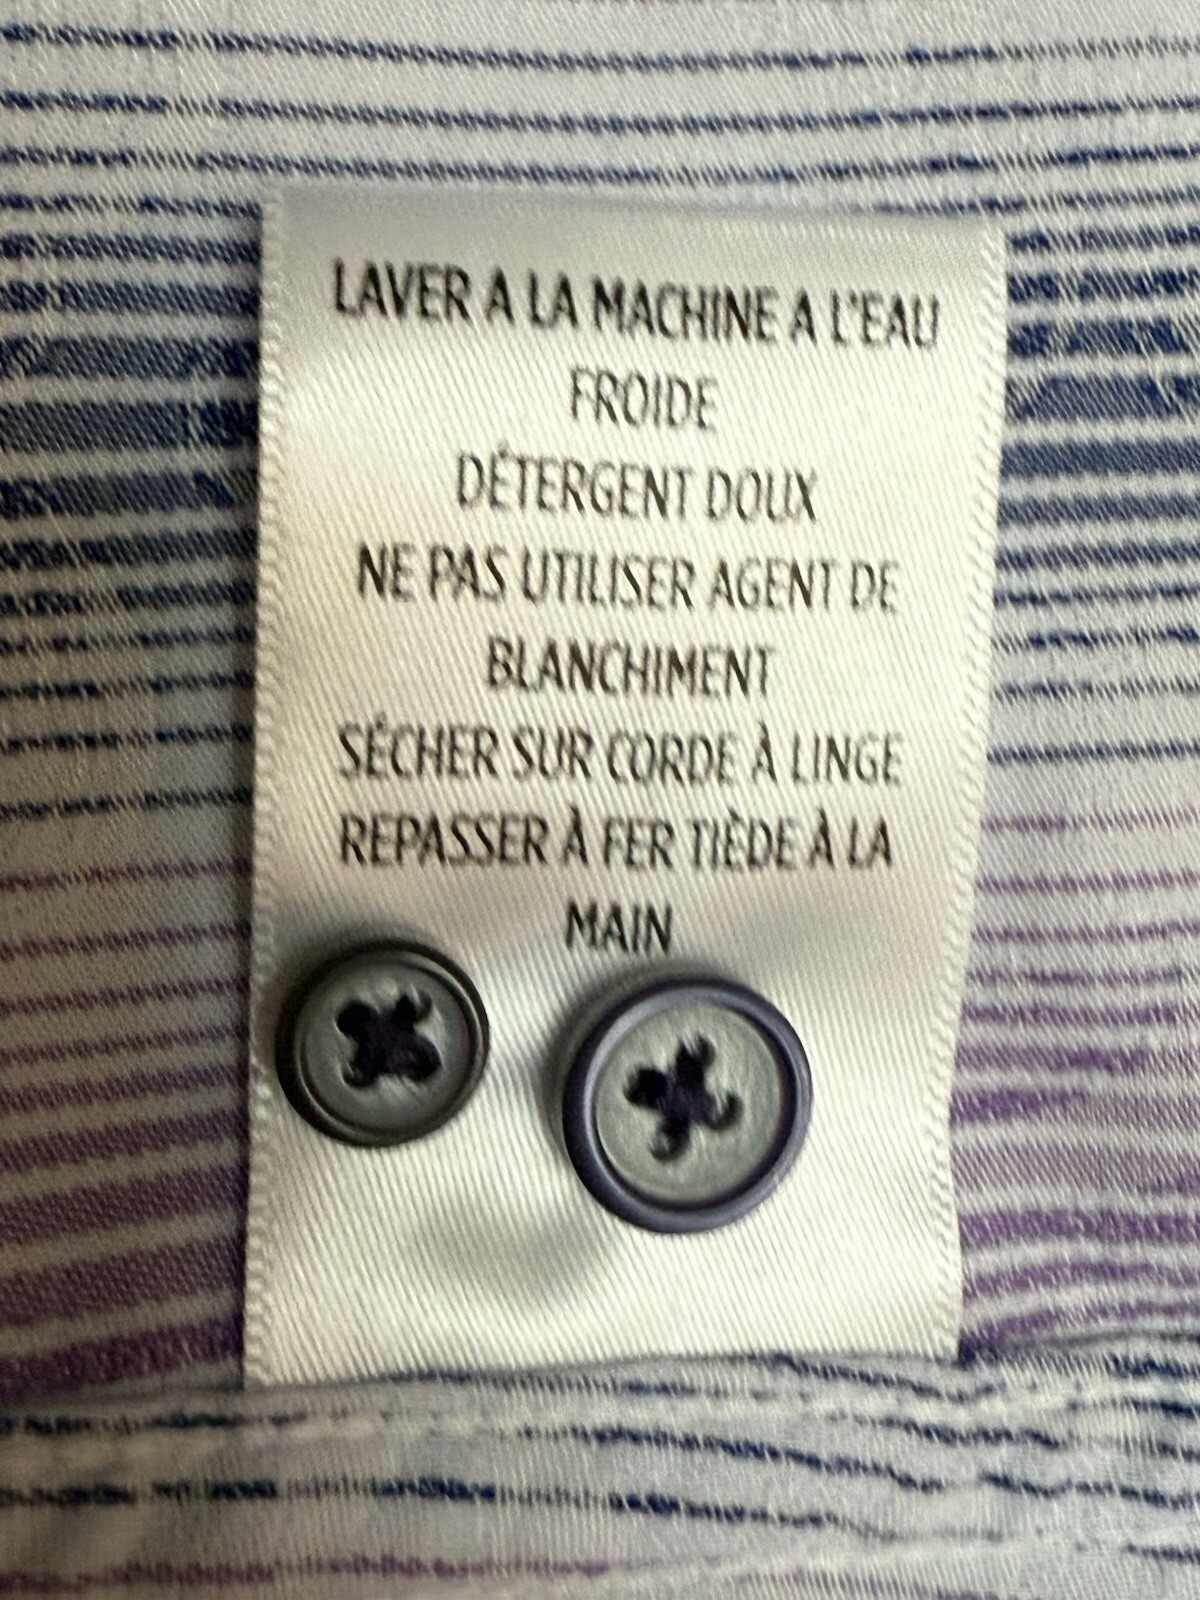 LAVER A LA MACHINE A L'EAU
FROIDE
DÉTERGENT DOUX
NE PAS UTILISER AGENT DE
BLANCHIMENT
SÉCHER SUR CORDE À LINGE
REPASSER À FER TIÈDE À LA
MAIN